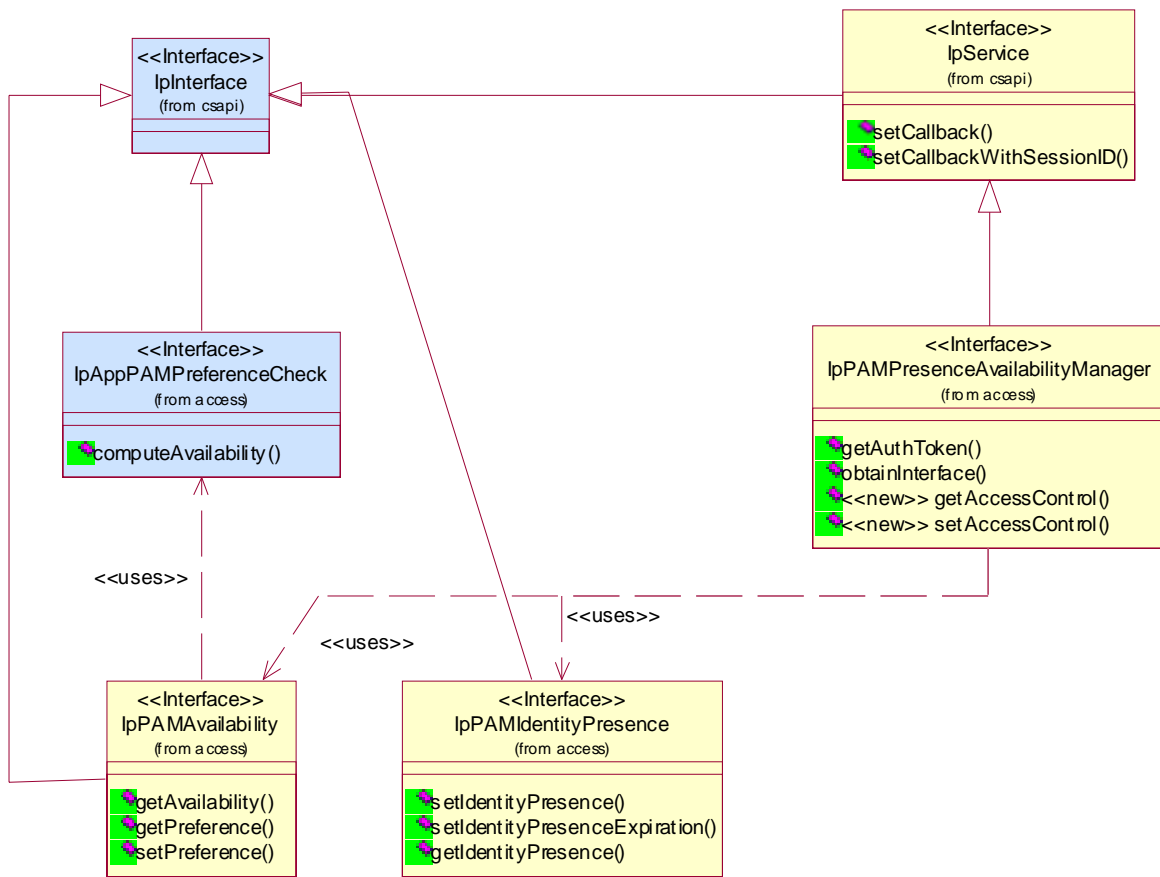 <<Interface>>
IpInterface
(from csapi)
<<Interface>>
IpService
(from csapi)
setCallback()
setCallbackWithSessionID()
<<Interface>>
IpAppPAMPreferenceCheck
(from access)
computeAvailability()
<<Interface>>
IpPAMPresenceAvailabilityManager
(from access)
getAuthToken()
obtainInterface()
<<new>> getAccessControl()
<<new>> setAccessControl()
<<uses>>
<<uses>>
<<uses>>
<<Interface>>
IpPAMAvailability
(from access)
getAvailability()
getPreference()
setPreference()
<<Interface>>
IpPAMIdentityPresence
(from access)
setIdentityPresence()
setIdentityPresenceExpiration()
getIdentityPresence()